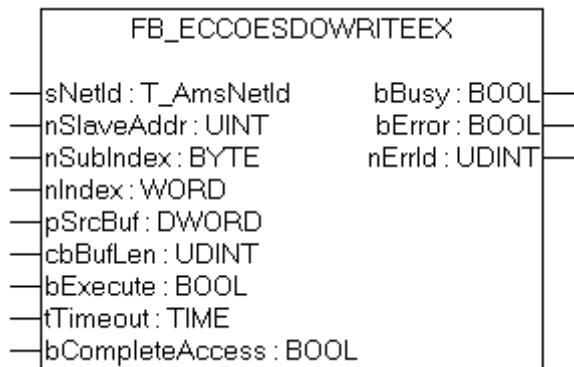 FB_ECCOESDOWRITEEX
sNetId : T_AmsNetId bBusy : BOOL
nSlaveAddr : UINT bError : BOOL
nSubIndex : BYTE nErrId : UDINT
nIndex : WORD
pSrcBuf : DWORD
cbBufLen : UDINT
bExecute : BOOL
tTimeout : TIME
bCompleteAccess : BOOL